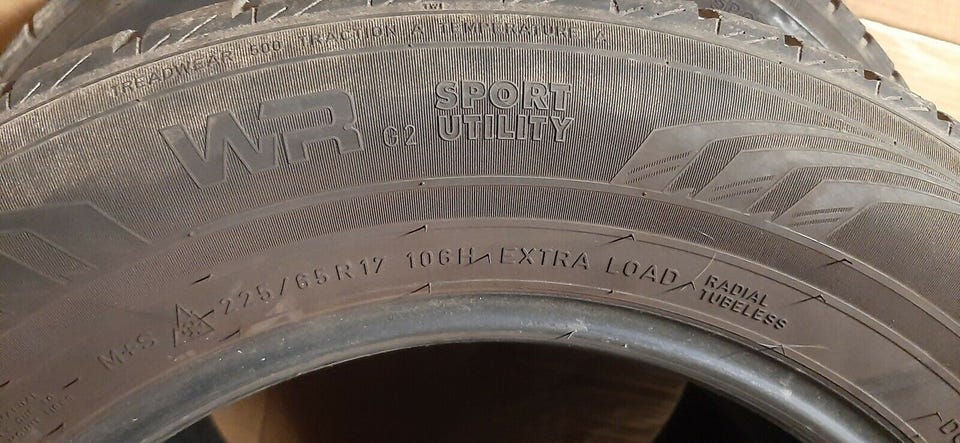 TREADWEAR 500 TRACTION A TEMPERATURE A
WR G2 SPORT
UTILITY
M+S 225/65R17 106H EXTRA LOAD RADIAL
TUBELESS